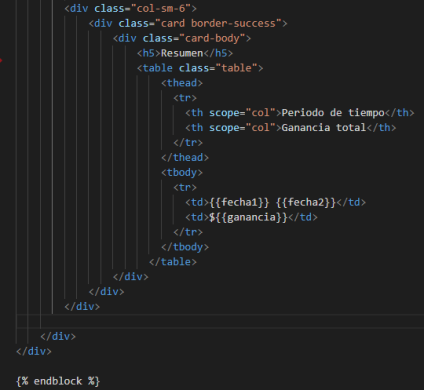 <div class="col-sm-6">
<div class="card border-success">
<div class="card-body">
<h5>Resumen</h5>
<table class="table">
<thead>
<tr>
<th scope="col">Periodo de tiempo</th>
<th scope="col">Ganancia total</th>
</tr>
</thead>
<tbody>
<tr>
<td>{{fecha1}} {{fecha2}}</td>
<td>${{ganancia}}</td>
</tr>
</tbody>
</table>
</div>
</div>
</div>
</div>
</div>
{% endblock %}